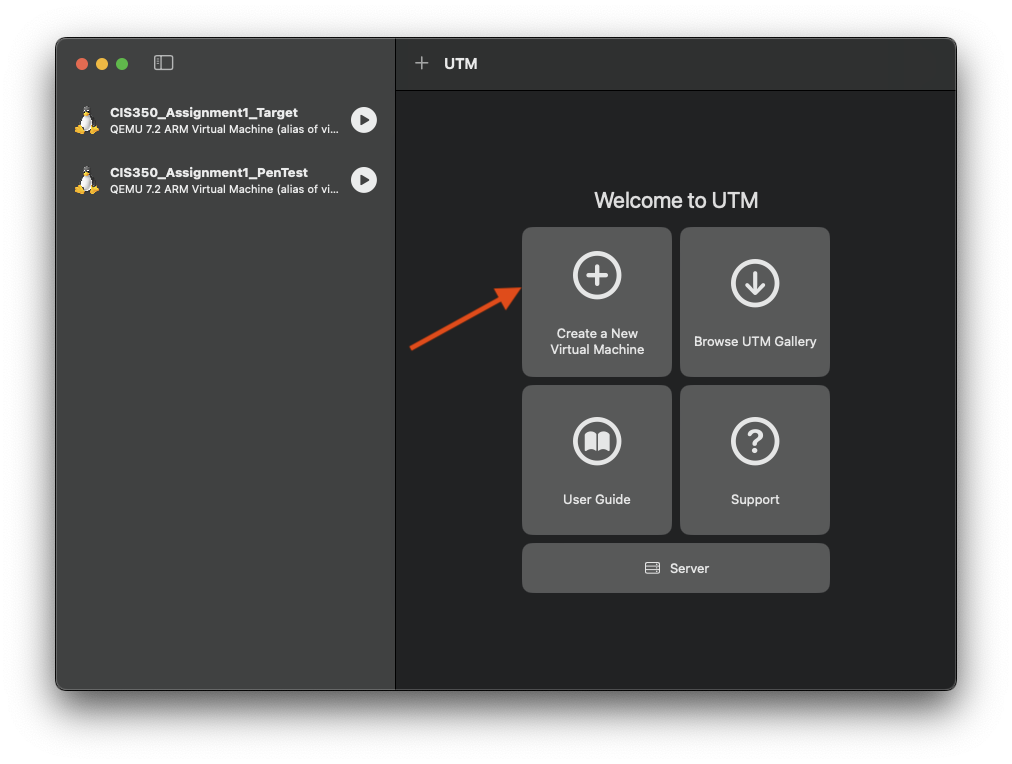 UTM
CIS350_Assignment1_Target
QEMU 7.2 ARM Virtual Machine (alias of vi...
CIS350_Assignment1_PenTest
QEMU 7.2 ARM Virtual Machine (alias of vi...
Welcome to UTM
Create a New
Virtual Machine
Browse UTM Gallery
User Guide
Support
Server